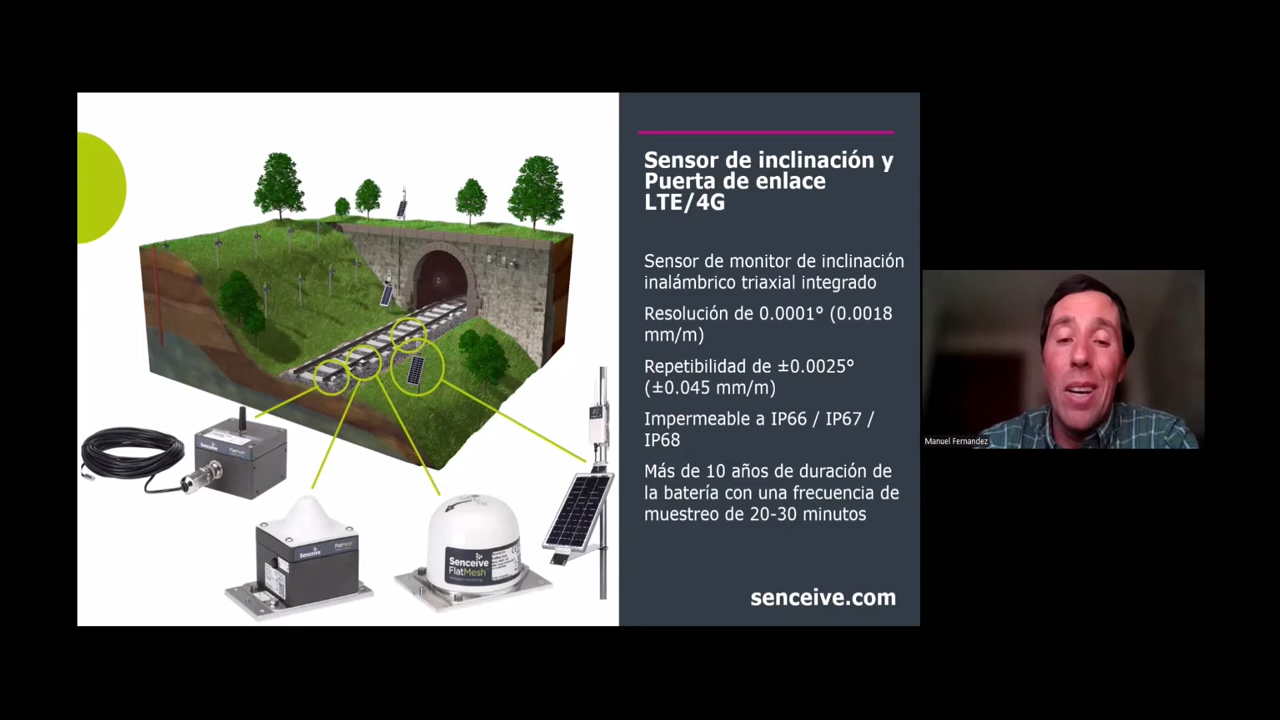 Sensor de inclinación y
Puerta de enlace
LTE/4G
Sensor de monitor de inclinación
inalámbrico triaxial integrado
Resolución de 0.0001° (0.0018
mm/m)
Repetibilidad de ±0.0025°
(±0.045 mm/m)
Impermeable a IP66 / IP67 /
IP68
Más de 10 años de duración de
la batería con una frecuencia de
muestreo de 20-30 minutos
senceive.com
Senceive
FlatMesh
Senceive
FlatMesh
Senceive
FlatMesh
Manuel Fernandez